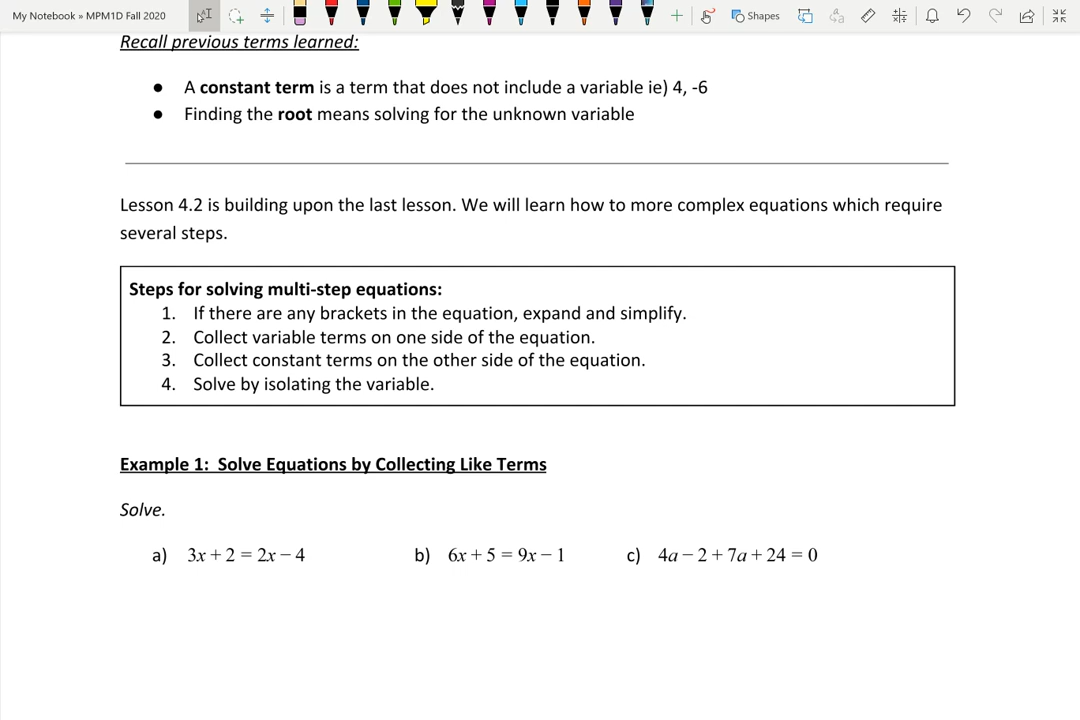 My Notebook » MPM1D Fall 2020
Shapes
Recall previous terms learned:
● A constant term is a term that does not include a variable ie) 4, -6
● Finding the root means solving for the unknown variable
Lesson 4.2 is building upon the last lesson. We will learn how to more complex equations which require
several steps.
Steps for solving multi-step equations:
1. If there are any brackets in the equation, expand and simplify.
2. Collect variable terms on one side of the equation.
3. Collect constant terms on the other side of the equation.
4. Solve by isolating the variable.
Example 1: Solve Equations by Collecting Like Terms
Solve.
a) 3x + 2 = 2x − 4 b) 6x + 5 = 9x − 1 c) 4a − 2 + 7a + 24 = 0